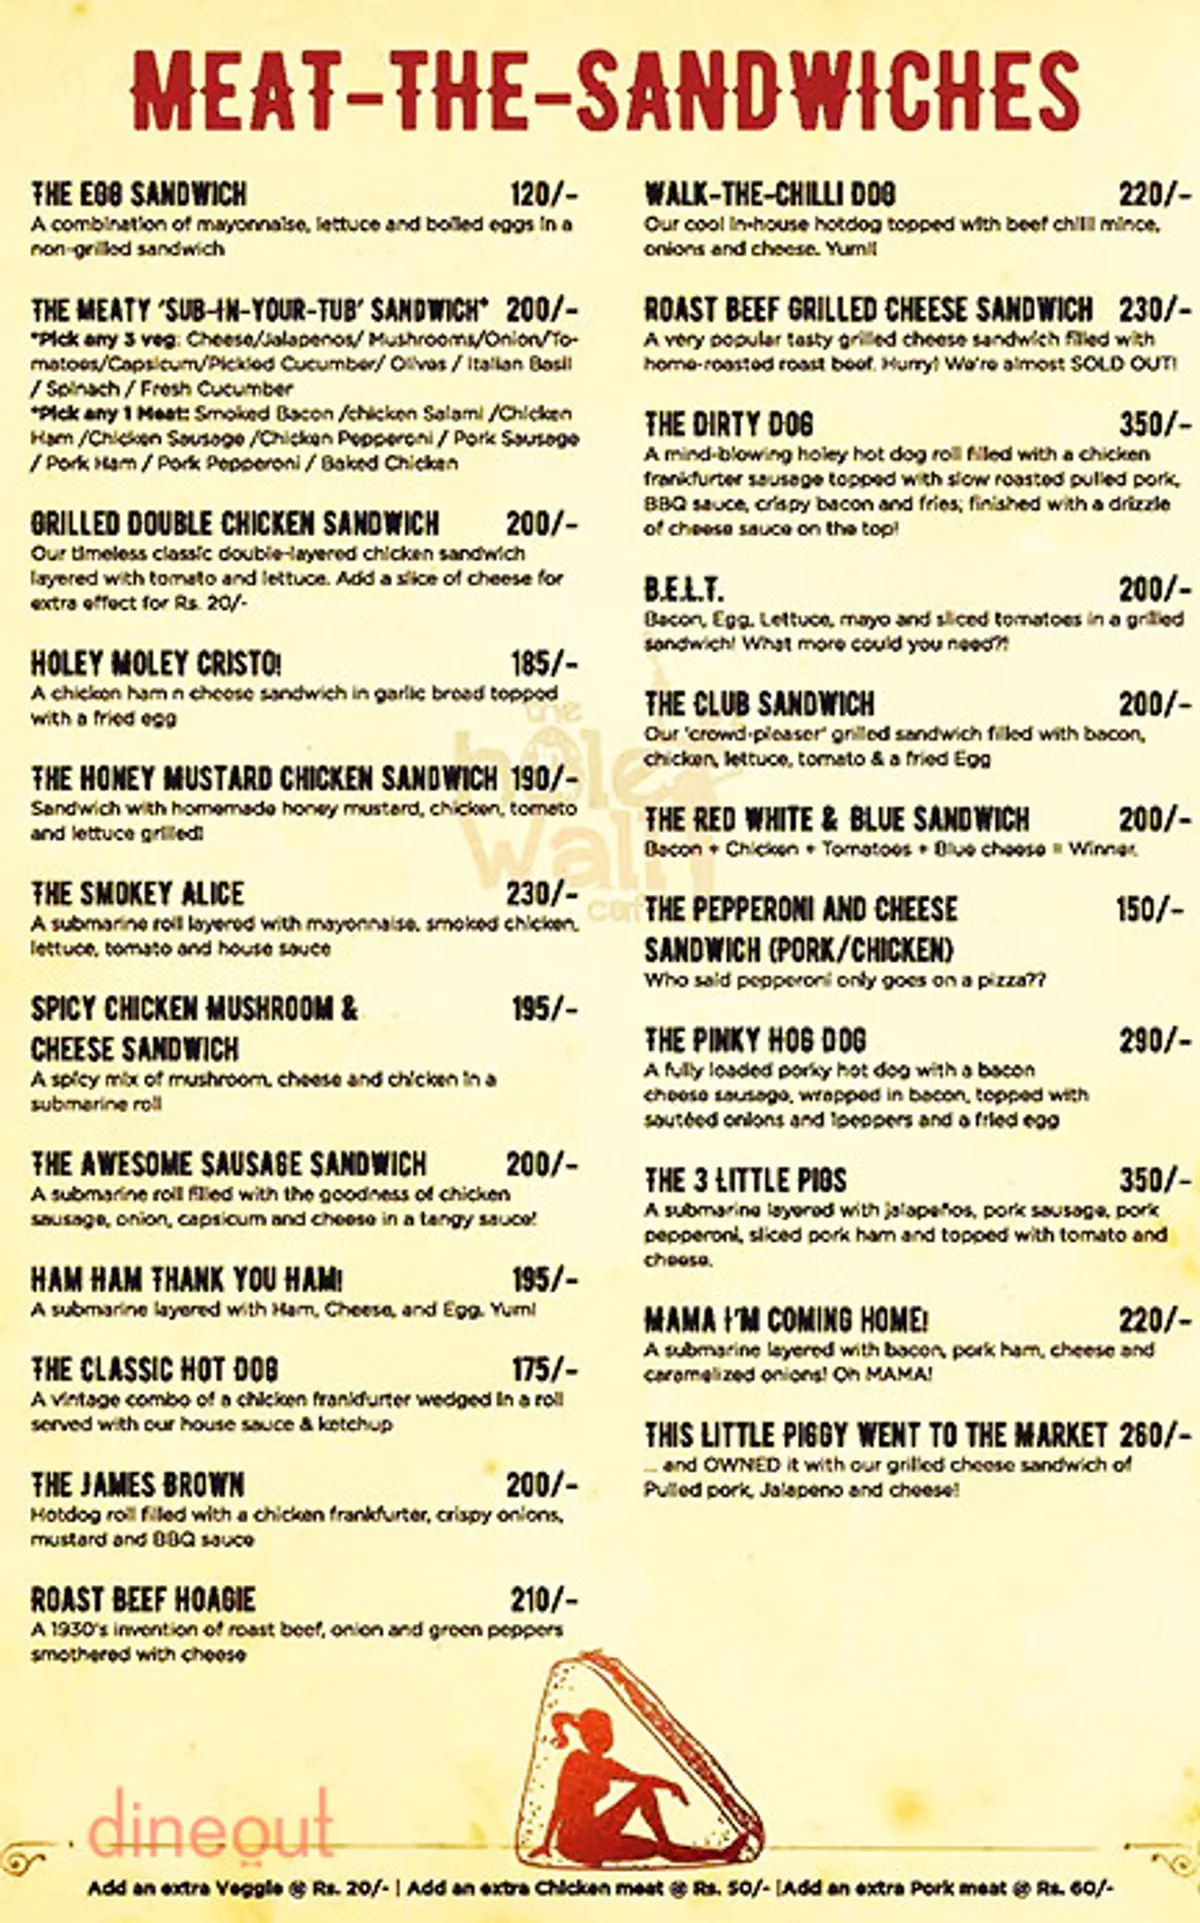 MEAT-THE-SANDWICHES
THE EGG SANDWICH 120/-
A combination of mayonnaise, lettuce and boiled eggs in a
non-grilled sandwich
THE MEATY 'SUB-IN-YOUR-TUB' SANDWICH* 200/-
*Pick any 3 veg: Cheese/Jalapenos/ Mushrooms/Onion/To-
matoes/Capsicum/Pickled Cucumber/ Olives / Italian Basil
/ Spinach / Fresh Cucumber
*Pick any 1 Meat: Smoked Bacon /chicken Salami /Chicken
Ham /Chicken Sausage /Chicken Pepperoni / Pork Sausage
/ Pork Ham / Pork Pepperoni / Baked Chicken
GRILLED DOUBLE CHICKEN SANDWICH 200/-
Our timeless classic double-layered chicken sandwich
layered with tomato and lettuce. Add a slice of cheese for
extra effect for Rs. 20/-
HOLEY MOLEY CRISTO! 185/-
A chicken ham n cheese sandwich in garlic bread topped
with a fried egg
THE HONEY MUSTARD CHICKEN SANDWICH 190/-
Sandwich with homemade honey mustard, chicken, tomato
and lettuce grilled!
THE SMOKEY ALICE 230/-
A submarine roll layered with mayonnaise, smoked chicken,
lettuce, tomato and house sauce
SPICY CHICKEN MUSHROOM & 195/-
CHEESE SANDWICH
A spicy mix of mushroom, cheese and chicken in a
submarine roll
THE AWESOME SAUSAGE SANDWICH 200/-
A submarine roll filled with the goodness of chicken
sausage, onion, capsicum and cheese in a tangy sauce!
HAM HAM THANK YOU HAM! 195/-
A submarine layered with Ham, Cheese, and Egg. Yum!
THE CLASSIC HOT DOG 175/-
A vintage combo of a chicken frankfurter wedged in a roll
served with our house sauce & ketchup
THE JAMES BROWN 200/-
Hotdog roll filled with a chicken frankfurter, crispy onions,
mustard and BBQ sauce
ROAST BEEF HOAGIE 210/-
A 1930's invention of roast beef, onion and green peppers
smothered with cheese
WALK-THE-CHILLI DOG 220/-
Our cool in-house hotdog topped with beef chilli mince,
onions and cheese. Yum!!
ROAST BEEF GRILLED CHEESE SANDWICH 230/-
A very popular tasty grilled cheese sandwich filled with
home-roasted roast beef. Hurry! We're almost SOLD OUT!
THE DIRTY DOG 350/-
A mind-blowing holey hot dog roll filled with a chicken
frankfurter sausage topped with slow roasted pulled pork,
BBQ sauce, crispy bacon and fries; finished with a drizzle
of cheese sauce on the top!
B.E.L.T. 200/-
Bacon, Egg, Lettuce, mayo and sliced tomatoes in a grilled
sandwich! What more could you need?!
THE CLUB SANDWICH 200/-
Our 'crowd-pleaser' grilled sandwich filled with bacon,
chicken, lettuce, tomato & a fried Egg
THE RED WHITE & BLUE SANDWICH 200/-
Bacon + Chicken + Tomatoes + Blue cheese = Winner.
THE PEPPERONI AND CHEESE 150/-
SANDWICH (PORK/CHICKEN)
Who said pepperoni only goes on a pizza??
THE PINKY HOG DOG 290/-
A fully loaded porky hot dog with a bacon
cheese sausage, wrapped in bacon, topped with
sautéed onions and 1peppers and a fried egg
THE 3 LITTLE PIGS 350/-
A submarine layered with jalapeños, pork sausage, pork
pepperoni, sliced pork ham and topped with tomato and
cheese.
MAMA I'M COMING HOME! 220/-
A submarine layered with bacon, pork ham, cheese and
caramelized onions! Oh MAMA!
THIS LITTLE PIGGY WENT TO THE MARKET 260/-
... and OWNED it with our grilled cheese sandwich of
Pulled pork, Jalapeno and cheese!
the
hole
in
wall
caf
dineout
Add an extra Veggie @ Rs. 20/- | Add an extra Chicken meat @ Rs. 50/- |Add an extra Pork meat @ Rs. 60/-